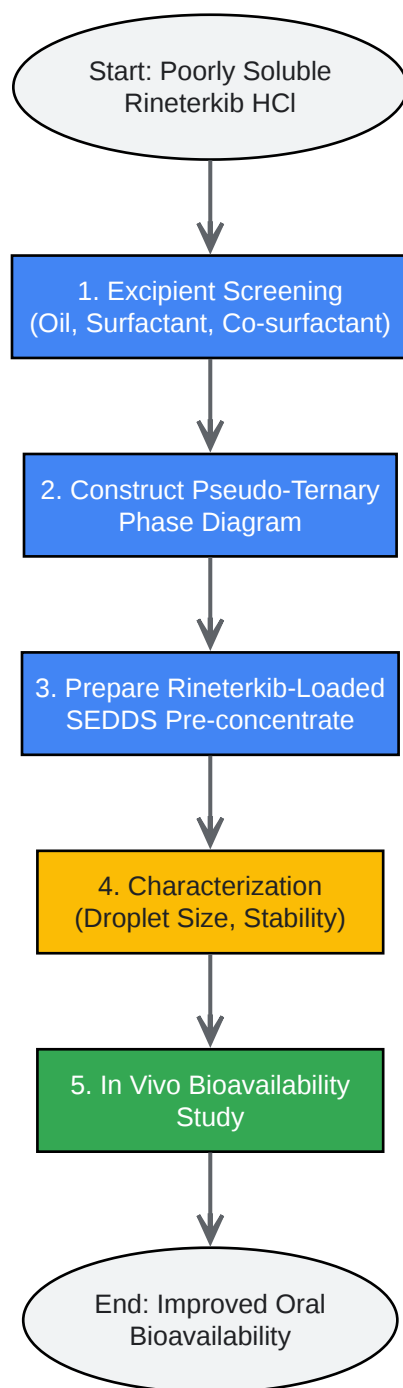 Start: Poorly Soluble
Rineterkib HCl
1. Excipient Screening
(Oil, Surfactant, Co-surfactant)
2. Construct Pseudo-Ternary
Phase Diagram
3. Prepare Rineterkib-Loaded
SEDDS Pre-concentrate
4. Characterization
(Droplet Size, Stability)
5. In Vivo Bioavailability
Study
End: Improved Oral
Bioavailability